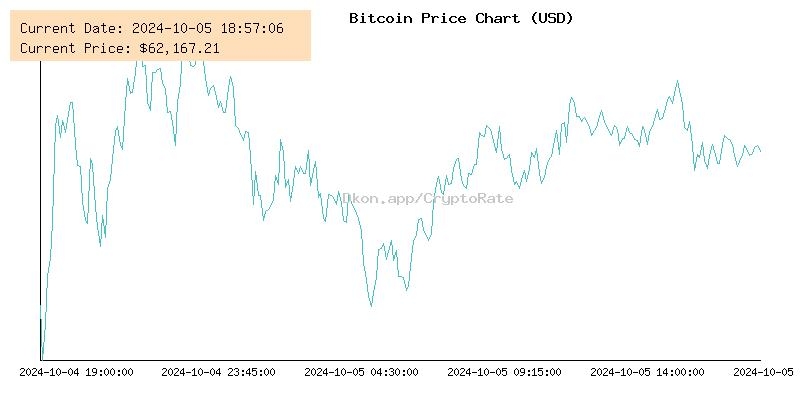 Bitcoin Price Chart (USD)
Current Date: 2024-10-05 18:57:06
Current Price: $62,167.21
Dkon.app/CryptoRate
2024-10-04 19:00:00 2024-10-04 23:45:00 2024-10-05 04:30:00 2024-10-05 09:15:00 2024-10-05 14:00:00 2024-10-05